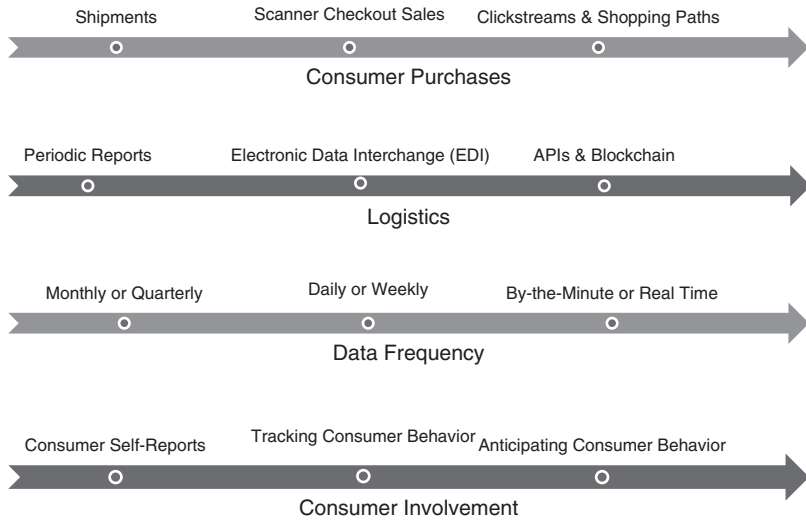 Shipments
Scanner Checkout Sales
Clickstreams & Shopping Paths
Consumer Purchases
Periodic Reports
Electronic Data Interchange (EDI)
APIs & Blockchain
Logistics
Monthly or Quarterly
Daily or Weekly
By-the-Minute or Real Time
Data Frequency
Consumer Self-Reports
Tracking Consumer Behavior
Anticipating Consumer Behavior
Consumer Involvement